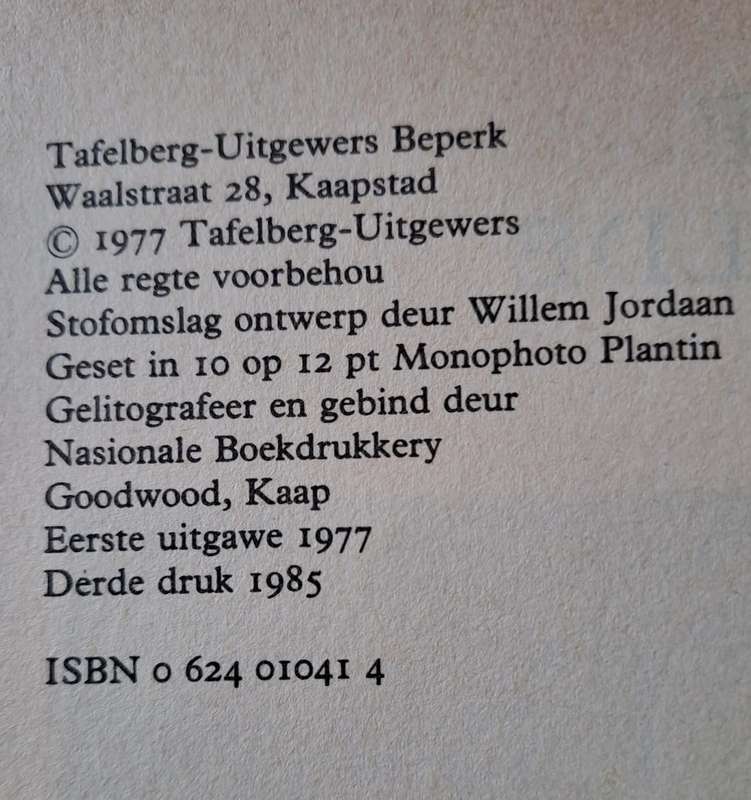 Tafelberg-Uitgewers Beperk
Waalstraat 28, Kaapstad
© 1977 Tafelberg-Uitgewers
Alle regte voorbehou
Stofomslag ontwerp deur Willem Jordaan
Geset in 10 op 12 pt Monophoto Plantin
Gelitografeer en gebind deur
Nasionale Boekdrukkery
Goodwood, Kaap
Eerste uitgawe 1977
Derde druk 1985
ISBN 0 624 01041 4